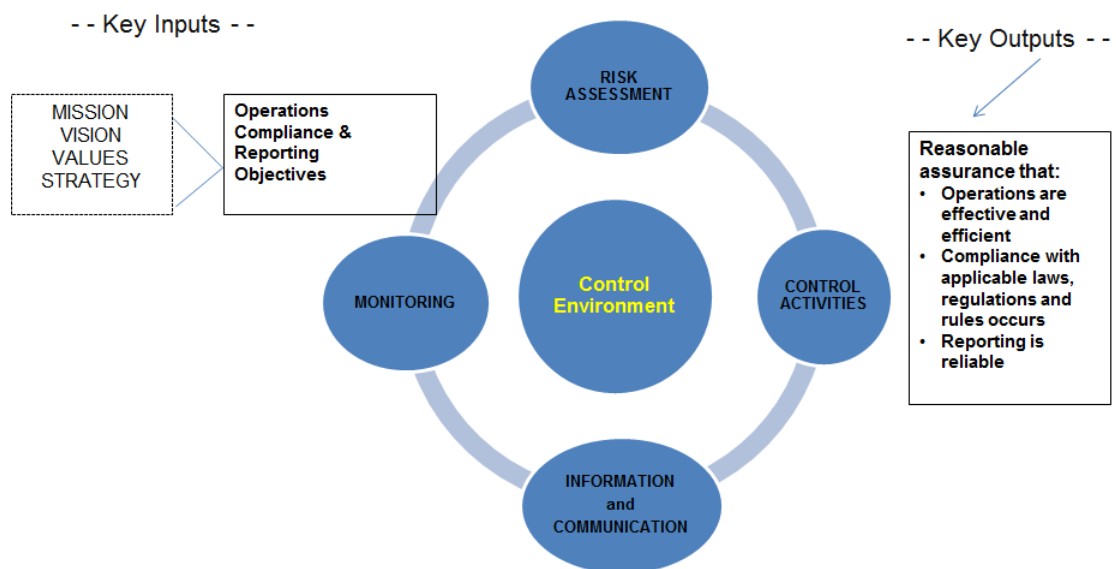 - - Key Inputs - -
MISSION
VISION
VALUES
STRATEGY
Operations
Compliance &
Reporting
Objectives
RISK
ASSESSMENT
MONITORING
Control
Environment
CONTROL
ACTIVITIES
INFORMATION
and
COMMUNICATION
- - Key Outputs - -
Reasonable
assurance that:
• Operations are
effective and
efficient
• Compliance with
applicable laws,
regulations and
rules occurs
• Reporting is
reliable